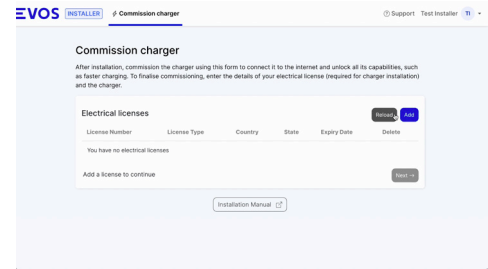 EVOS INSTALLER Commission charger Support Test Installer TI
Commission charger
After installation, commission the charger using this form to connect it to the internet and unlock all its capabilities, such
as faster charging. To finalise commissioning, enter the details of your electrical license (required for charger installation)
and the charger.
Electrical licenses Reload Add
License Number License Type Country State Expiry Date Delete
You have no electrical licenses
Add a license to continue Next →
Installation Manual